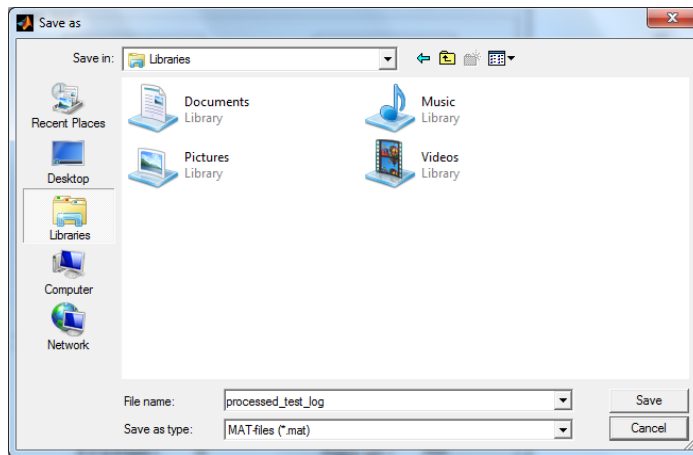 Save as
Save in: Libraries
Recent Places
Desktop
Libraries
Computer
Network
Documents
Library
Music
Library
Pictures
Library
Videos
Library
File name: processed_test_log Save
Save as type: MAT-files (*.mat) Cancel